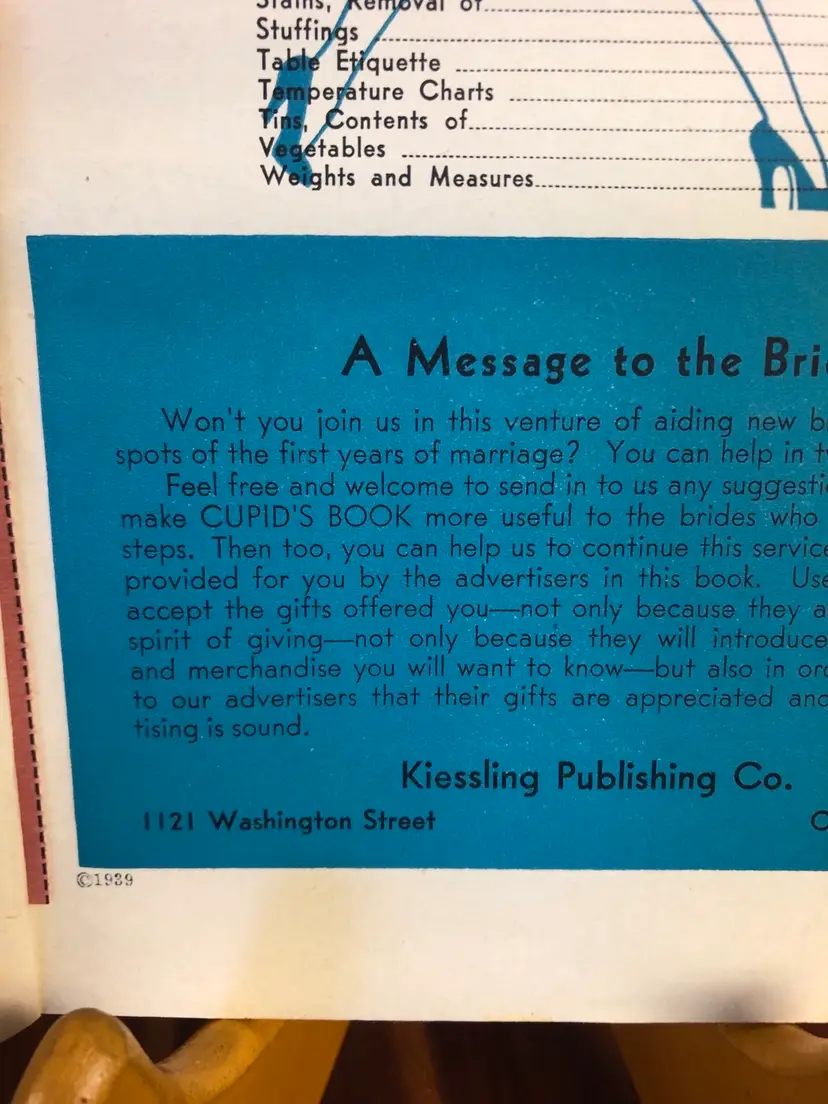 Stains, Removal of
Stuffings
Table Etiquette
Temperature Charts
Tins, Contents of
Vegetables
Weights and Measures
A Message to the
Won't you join us in this venture of aiding new
spots of the first years of marriage? You can help in
Feel free and welcome to send in to us any
make CUPID'S BOOK more useful to the brides who
steps. Then too, you can help us to continue this
provided for you by the advertisers in this book.
accept the gifts offered you—not only because they
spirit of giving—not only because they will introduce
and merchandise you will want to know—but also in
to our advertisers that their gifts are appreciated
tising is sound.
Kiessling Publishing Co.
1121 Washington Street
©1939